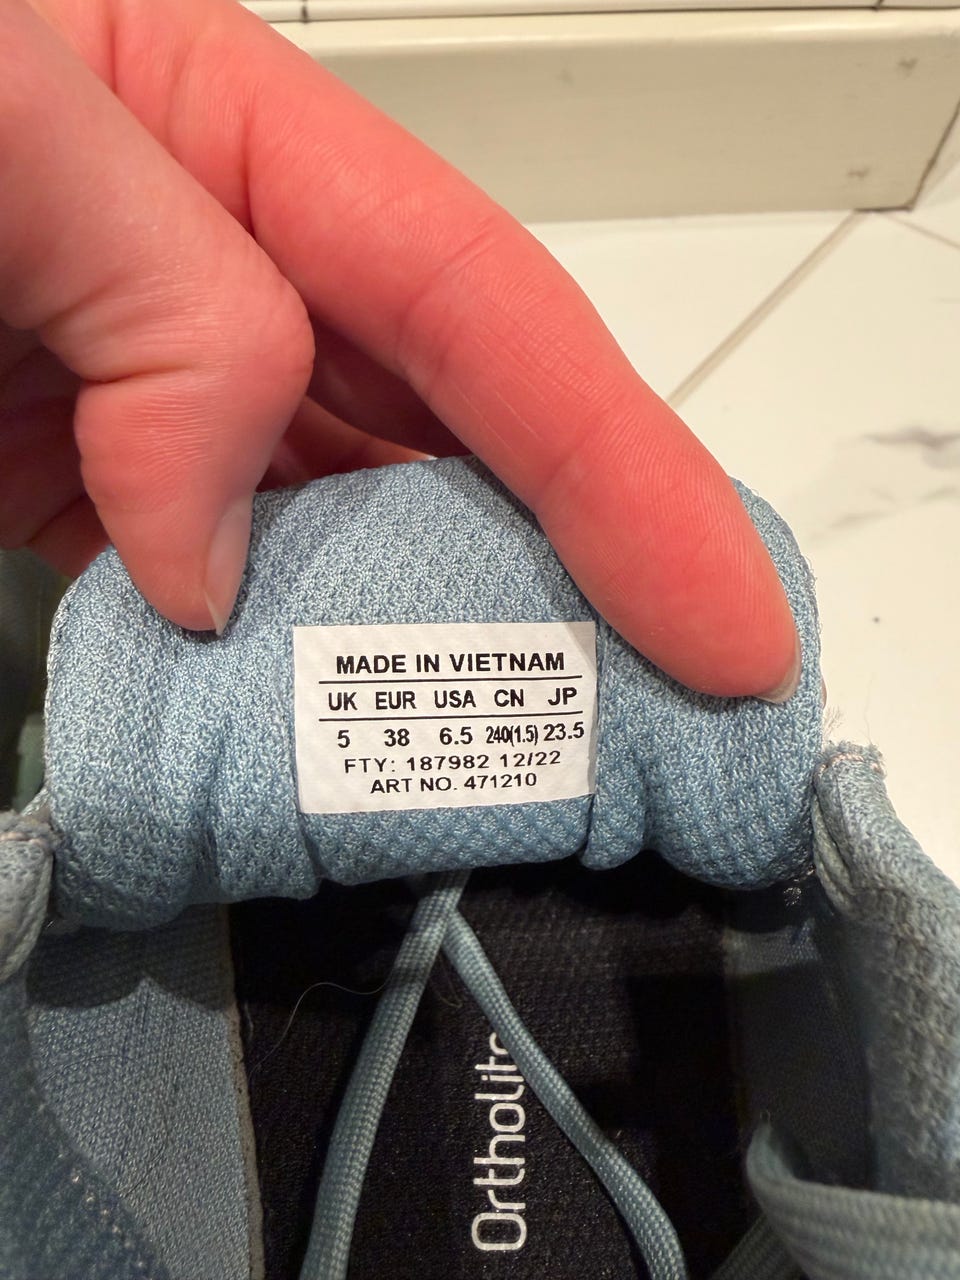 MADE IN VIETNAM
UK EUR USA CN JP
5 38 6.5 240(1.5) 23.5
FTY: 187982 12/22
ART NO. 471210
Ortholite